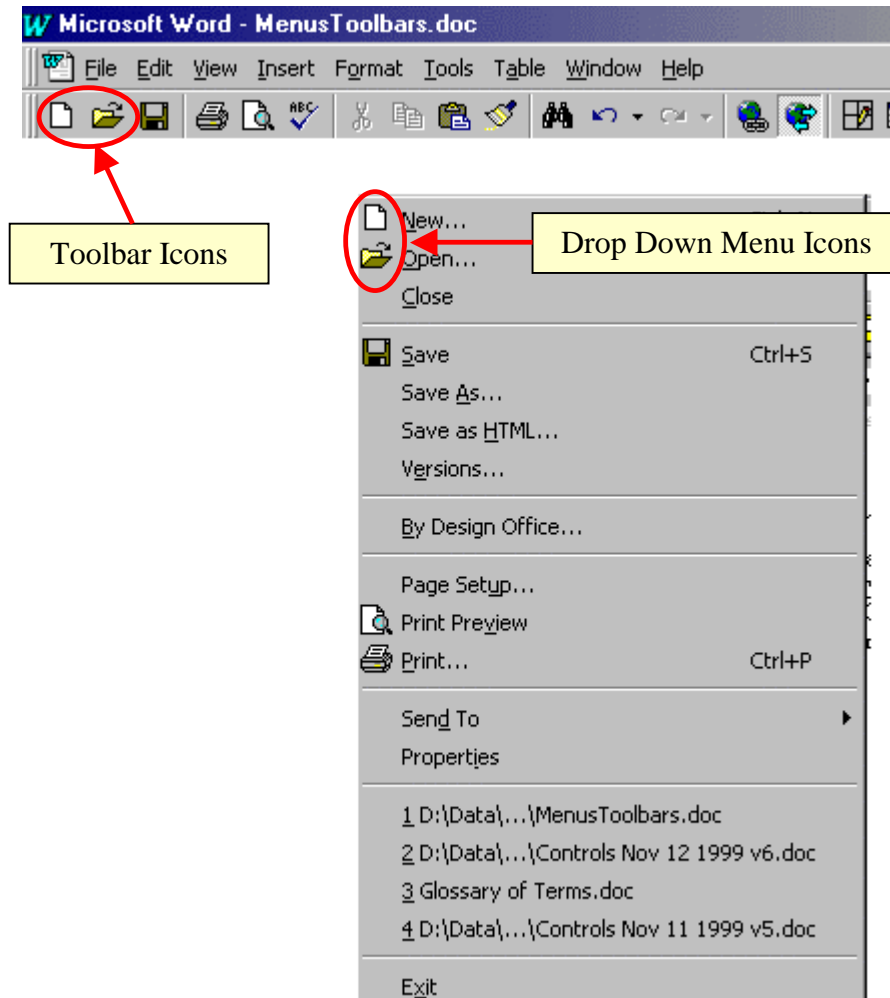 Microsoft Word - MenusToolbars.doc
File Edit View Insert Format Tools Table Window Help
ABC
Toolbar Icons
New...
Drop Down Menu Icons
Open...
Close
Save Ctrl+S
Save As...
Save as HTML...
Versions...
By Design Office...
Page Setup...
Print Preview
Print... Ctrl+P
Send To
Properties
1 D:\Data\...\MenusToolbars.doc
2 D:\Data\...\Controls Nov 12 1999 v6.doc
3 Glossary of Terms.doc
4 D:\Data\...\Controls Nov 11 1999 v5.doc
Exit